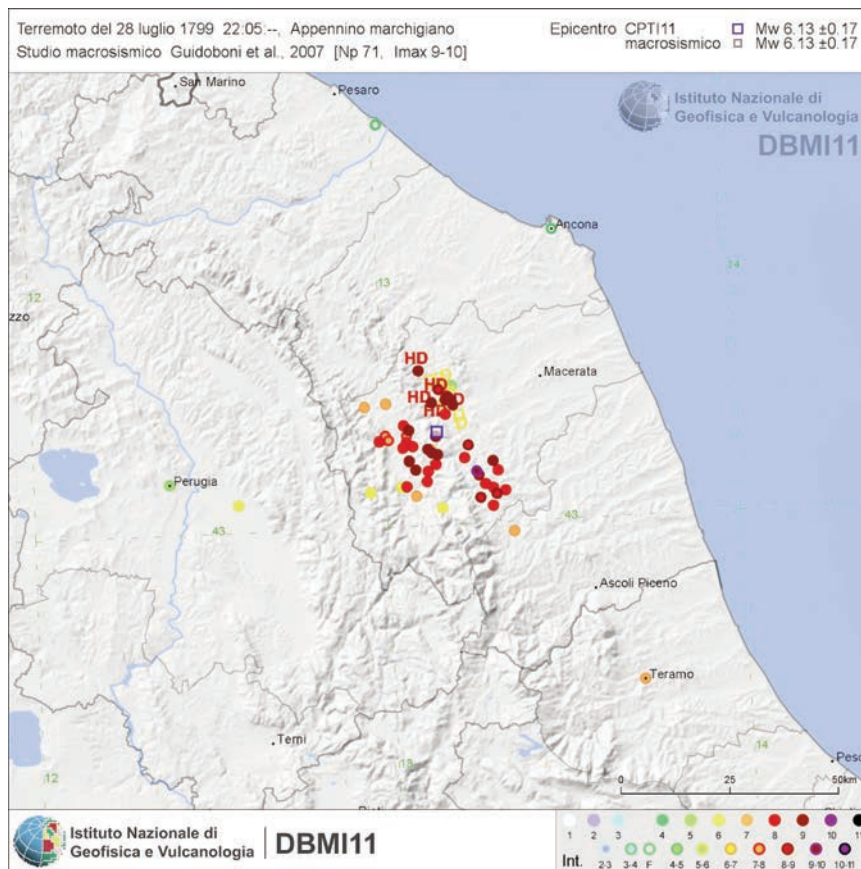 Terremoto del 28 luglio 1799 22:05:--, Appennino marchigiano
Studio macrosismico Guidoboni et al., 2007 [Np 71, Imax 9-10]
Epicentro CPTI11 Mw 6.13 ±0.17
macrosismico Mw 6.13 ±0.17
San Marino
Pesaro
Istituto Nazionale di
Geofisica e Vulcanologia
DBMI11
Ancona
14
13
12
zzo
HD
Macerata
HD
HD
HD
Perugia
43
43
Ascoli Piceno
Teramo
Terni
14
Pesc
13
12
0 25 50km
Istituto Nazionale di
Geofisica e Vulcanologia
DBMI11
1 2 3 4 5 6 7 8 9 10 11
Int. 2-3 3-4 F 4-5 5-6 6-7 7-8 8-9 9-10 10-11